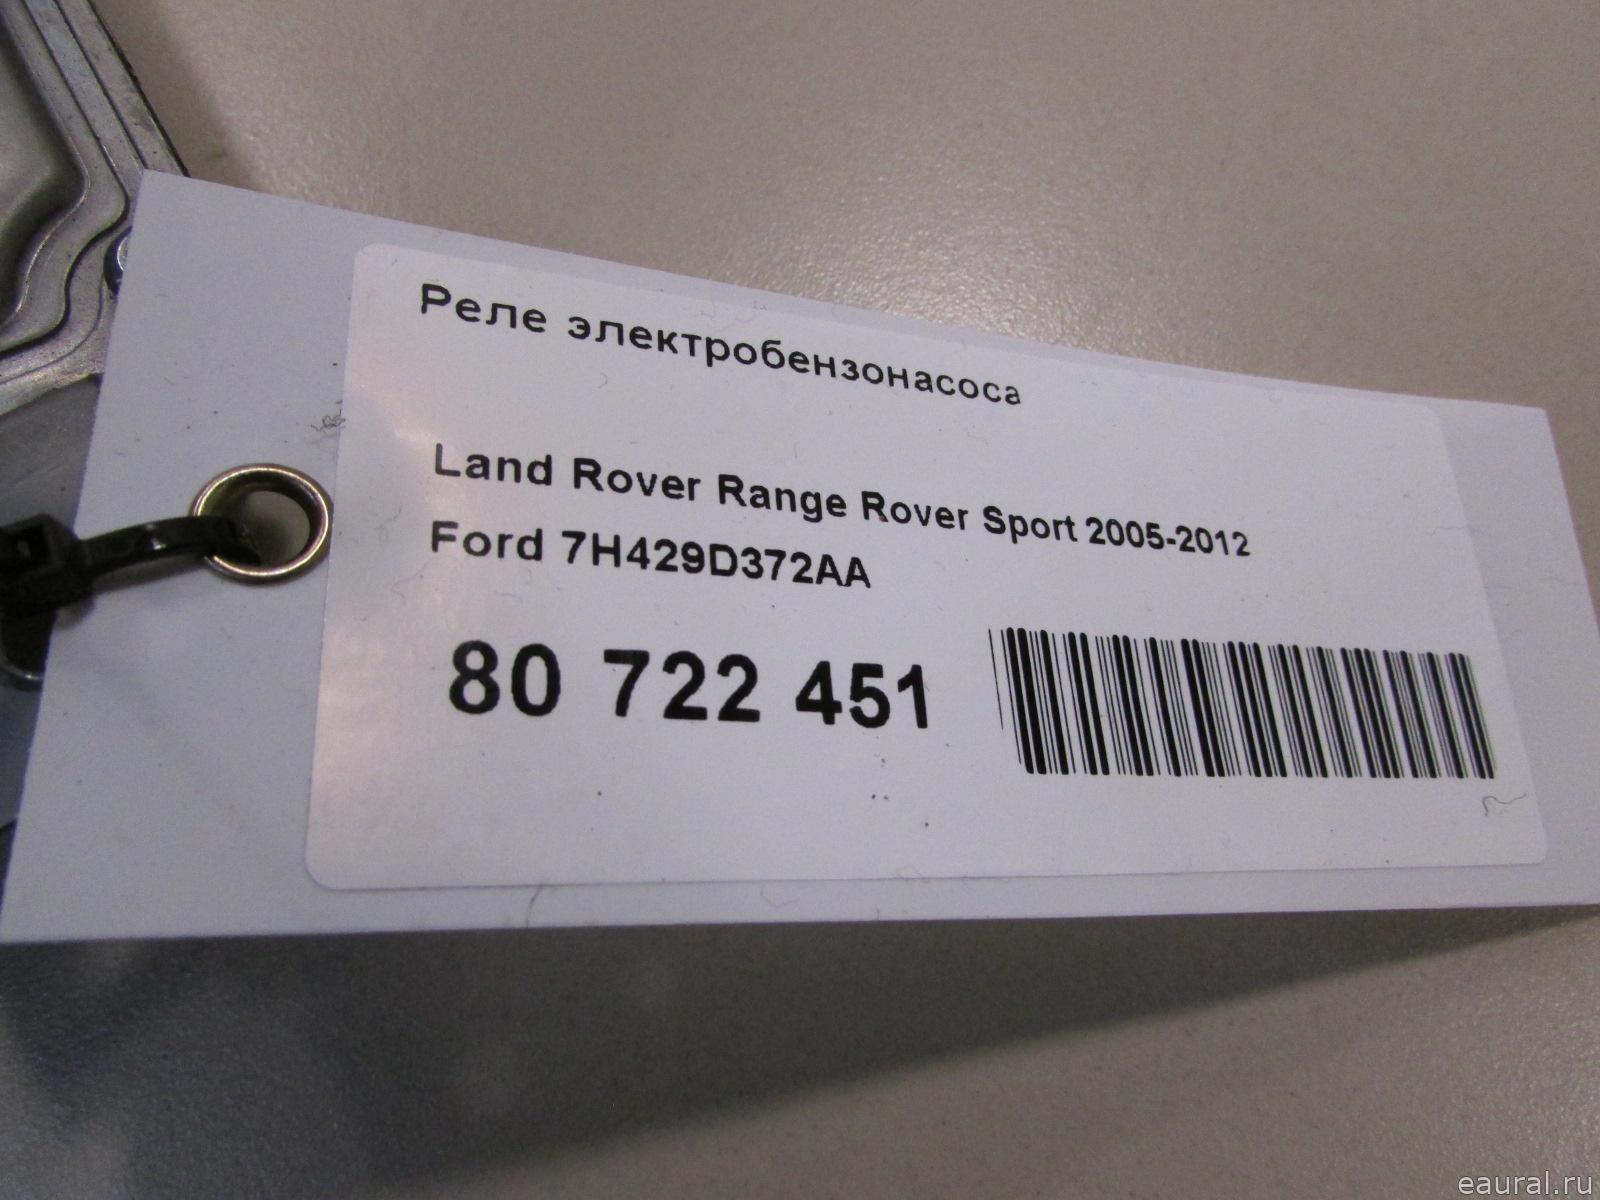 Реле электробензонасоса
Land Rover Range Rover Sport 2005-2012
Ford 7H429D372AA
80 722 451
eaural.ru